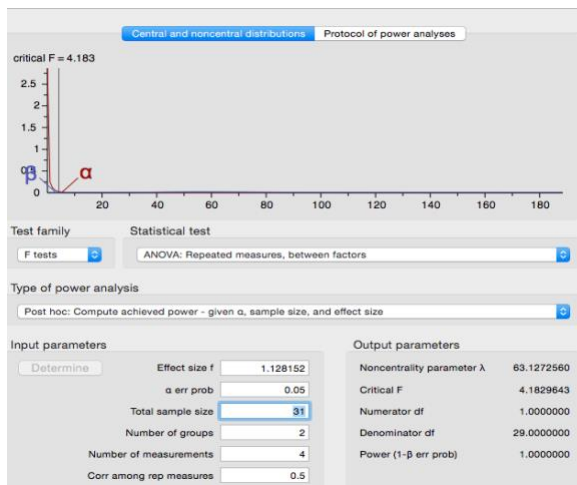 Central and noncentral distributions Protocol of power analyses
critical F = 4.183
2.5
2
1.5
1
β α
0
20 40 60 80 100 120 140 160 180
Test family Statistical test
F tests ANOVA: Repeated measures, between factors
Type of power analysis
Post hoc: Compute achieved power - given α, sample size, and effect size
Input parameters Output parameters
Determine Effect size f 1.128152 Noncentrality parameter λ 63.1272560
α err prob 0.05 Critical F 4.1829643
Total sample size 31 Numerator df 1.0000000
Number of groups 2 Denominator df 29.0000000
Number of measurements 4 Power (1-β err prob) 1.0000000
Corr among rep measures 0.5